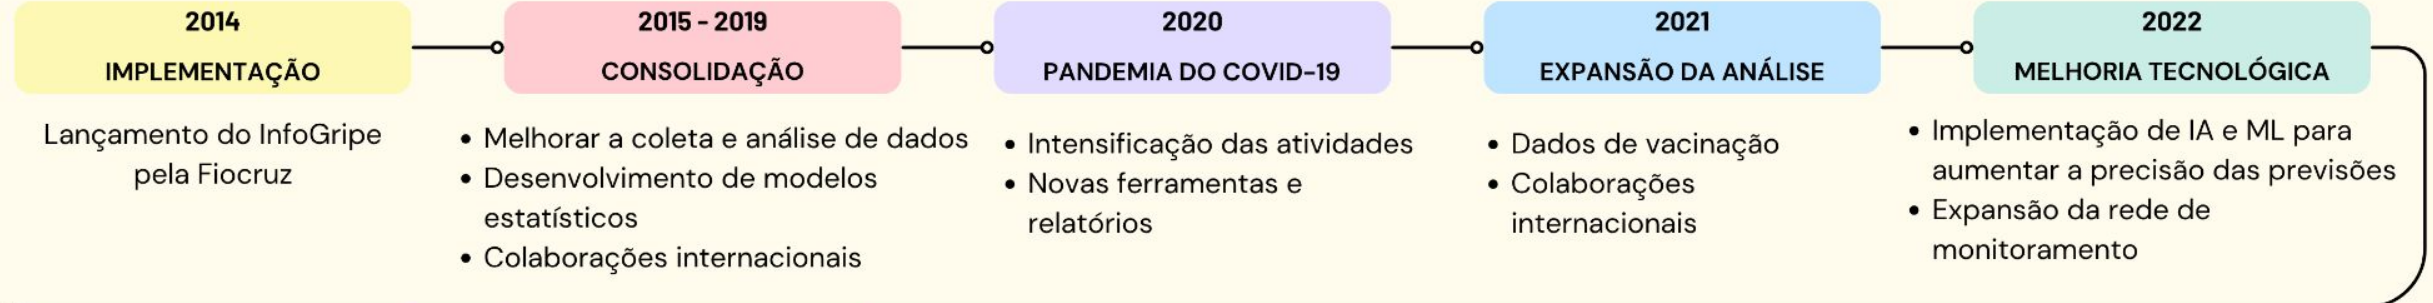 2014
IMPLEMENTAÇÃO
Lançamento do InfoGripe
pela Fiocruz
2015 - 2019
CONSOLIDAÇÃO
• Melhorar a coleta e análise de dados
• Desenvolvimento de modelos
estatísticos
• Colaborações internacionais
2020
PANDEMIA DO COVID-19
• Intensificação das atividades
• Novas ferramentas e
relatórios
2021
EXPANSÃO DA ANÁLISE
• Dados de vacinação
• Colaborações
internacionais
2022
MELHORIA TECNOLÓGICA
• Implementação de IA e ML para
aumentar a precisão das previsões
• Expansão da rede de
monitoramento